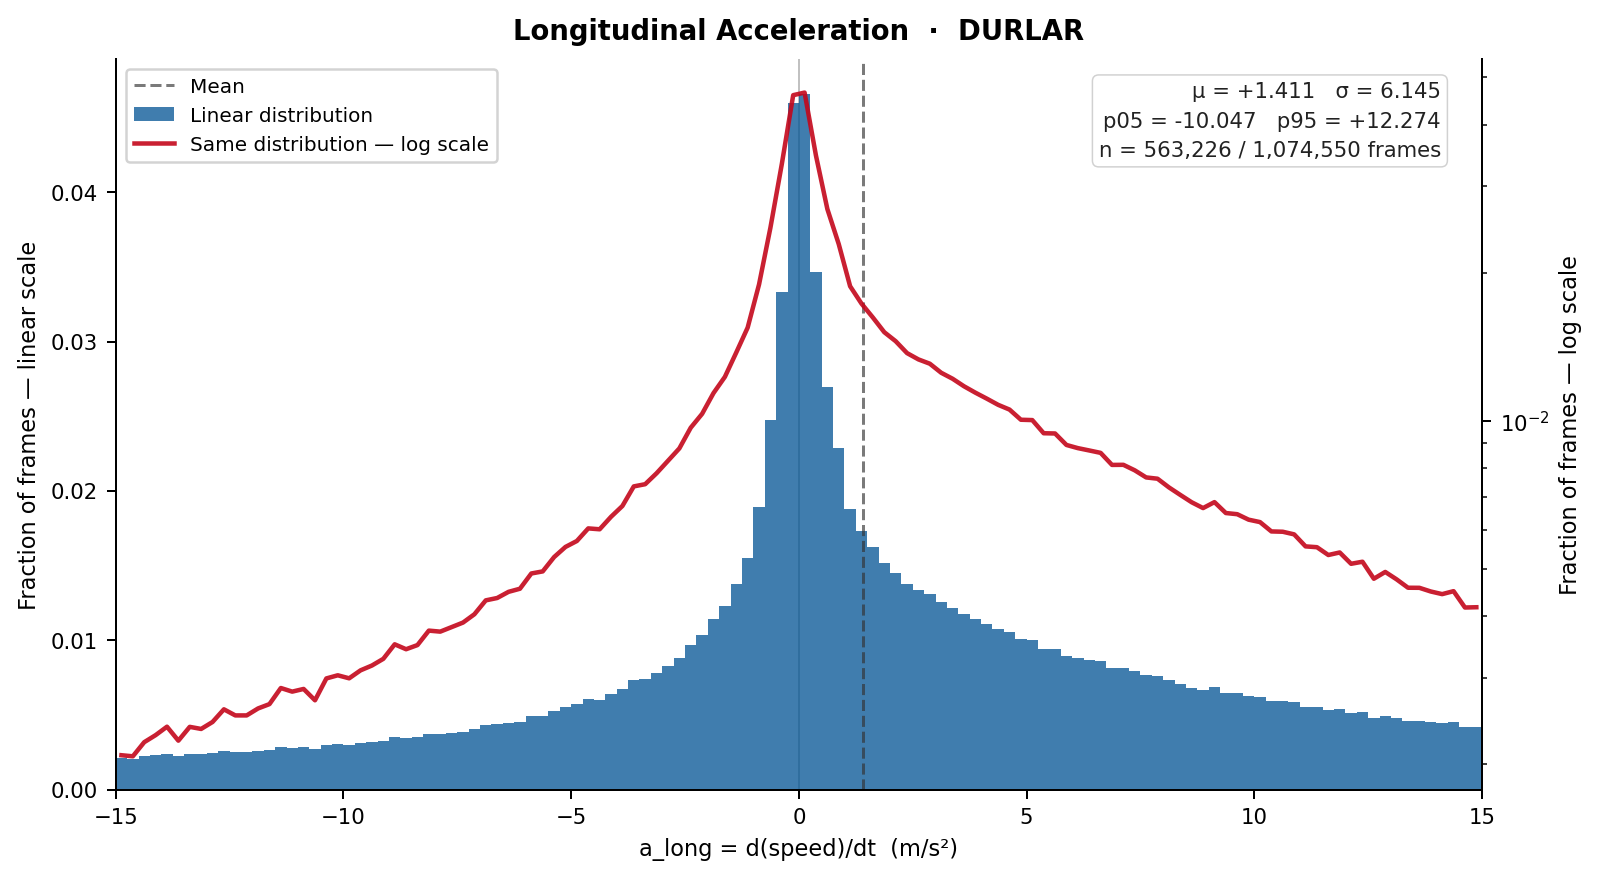 Longitudinal Acceleration · DURLAR
Mean
Linear distribution
Same distribution — log scale
μ = +1.411 σ = 6.145
p05 = -10.047 p95 = +12.274
n = 563,226 / 1,074,550 frames
Fraction of frames — linear scale
0.04
0.03
0.02
0.01
0.00
10⁻²
Fraction of frames — log scale
−15 −10 −5 0 5 10 15
a_long = d(speed)/dt (m/s²)